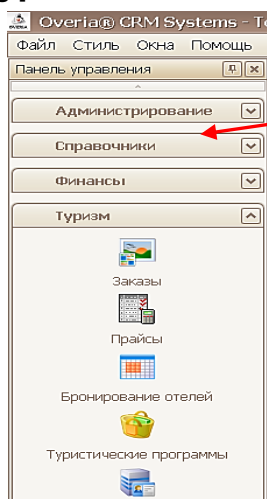 Overia® CRM Systems - Т
Файл Стиль Окна Помощь
Панель управления
Администрирование
Справочники
Финансы
Туризм
Заказы
Прайсы
Бронирование отелей
Туристические программы